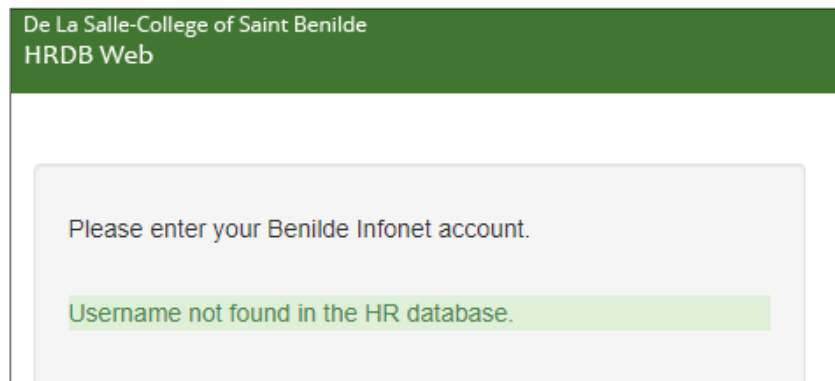 De La Salle-College of Saint Benilde
HRDB Web
Please enter your Benilde Infonet account.
Username not found in the HR database.